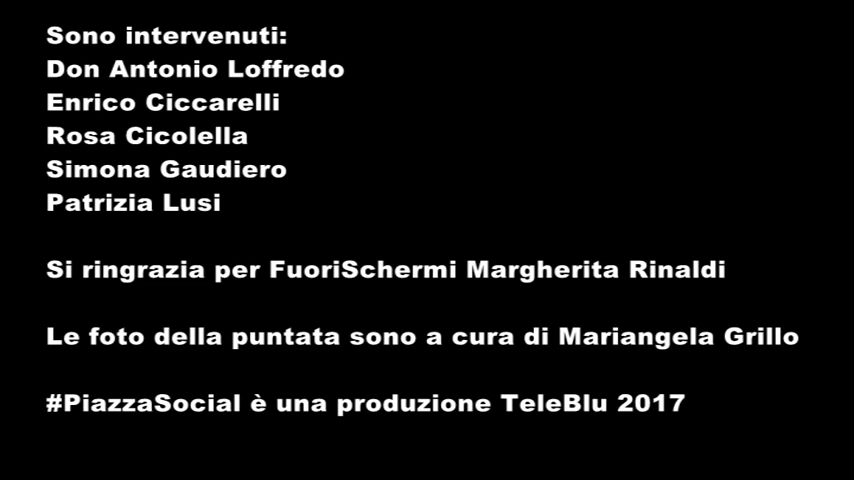 Sono intervenuti:
Don Antonio Loffredo
Enrico Ciccarelli
Rosa Cicolella
Simona Gaudiero
Patrizia Lusi
Si ringrazia per FuoriSchermi Margherita Rinaldi
Le foto della puntata sono a cura di Mariangela Grillo
#PiazzaSocial è una produzione TeleBlu 2017